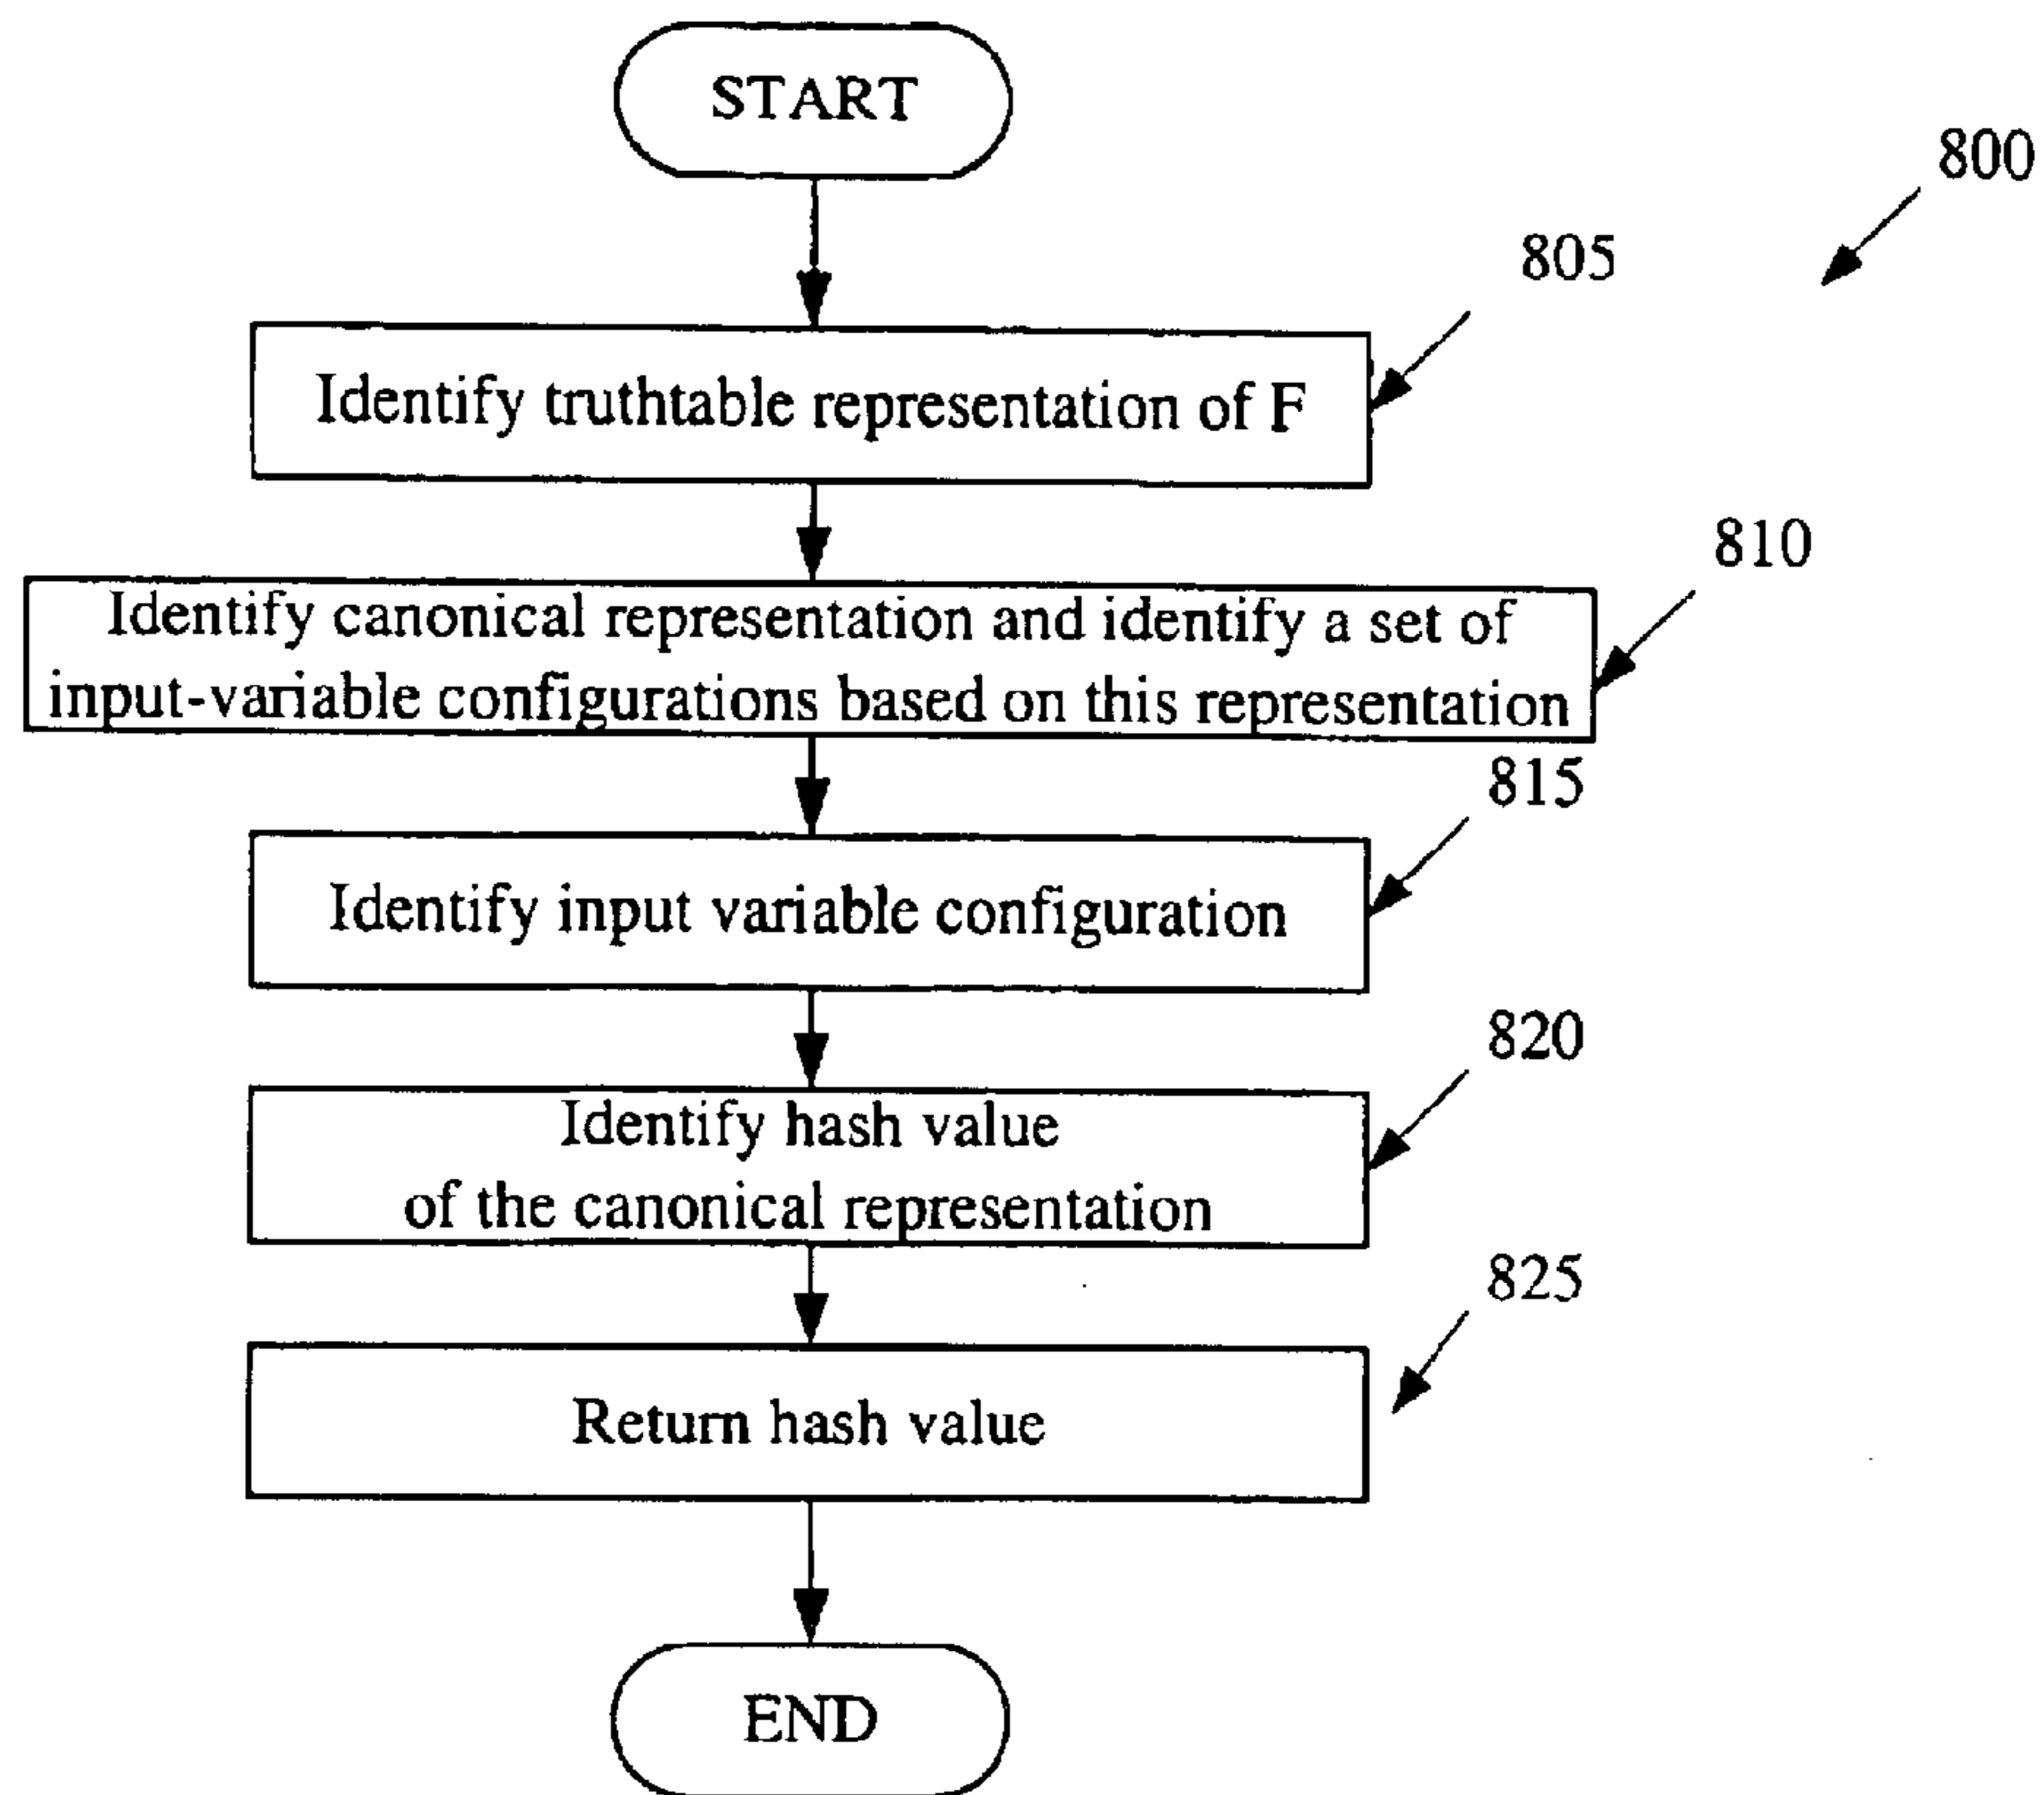 START
800
805
Identify truthtable representation of F
810
Identify canonical representation and identify a set of
input-variable configurations based on this representation
815
Identify input variable configuration
820
Identify hash value
of the canonical representation
825
Return hash value
END